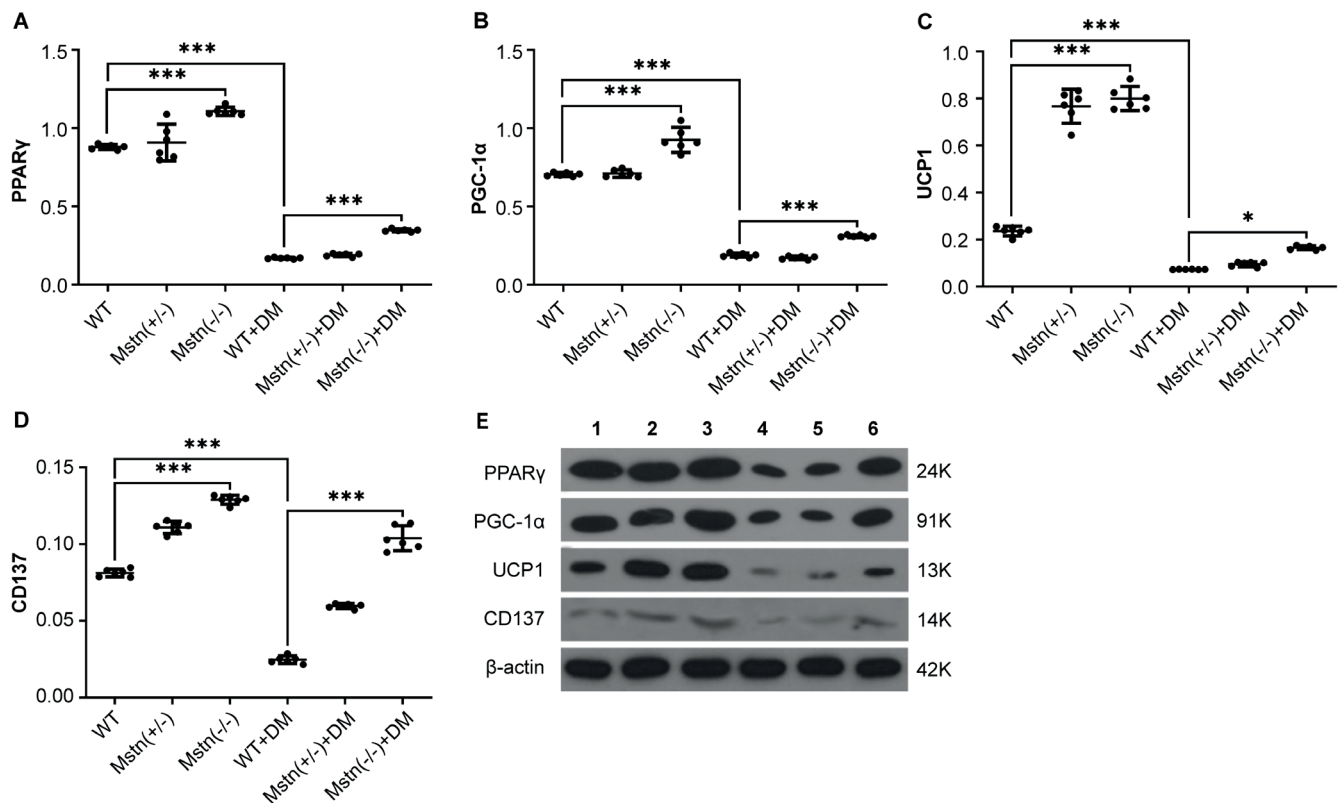 A
PPARγ
1.5
1.0
0.5
0.0
***
***
***
WT
Mstn(+/-)
Mstn(-/-)
WT+DM
Mstn(+/-)+DM
Mstn(-/-)+DM
B
PGC-1α
1.5
1.0
0.5
0.0
***
***
***
WT
Mstn(+/-)
Mstn(-/-)
WT+DM
Mstn(+/-)+DM
Mstn(-/-)+DM
C
UCP1
1.0
0.8
0.6
0.4
0.2
0.0
***
***
*
WT
Mstn(+/-)
Mstn(-/-)
WT+DM
Mstn(+/-)+DM
Mstn(-/-)+DM
D
CD137
0.15
0.10
0.05
0.00
***
***
***
WT
Mstn(+/-)
Mstn(-/-)
WT+DM
Mstn(+/-)+DM
Mstn(-/-)+DM
E
1 2 3 4 5 6
PPARγ 24K
PGC-1α 91K
UCP1 13K
CD137 14K
β-actin 42K